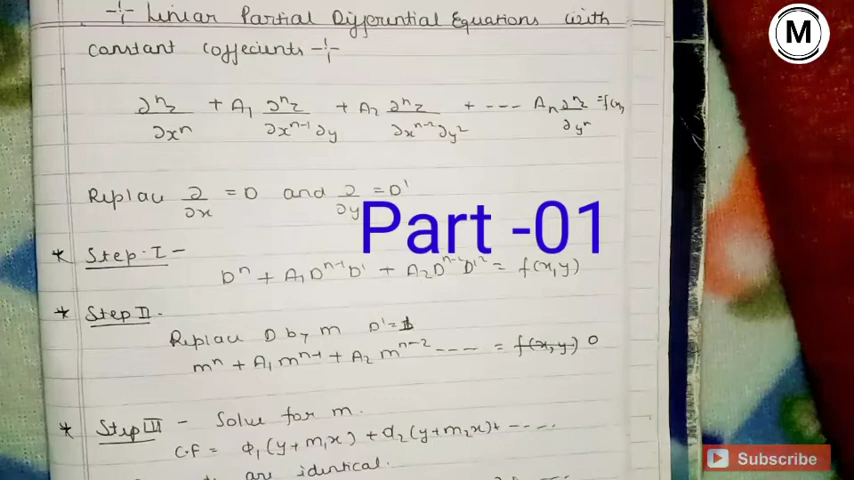 -:- Linear Partial Differential Equations with
constant Coffecients -:-
∂ⁿz/∂xⁿ + A₁ ∂ⁿz/∂xⁿ⁻¹∂y + A₂ ∂ⁿz/∂xⁿ⁻²∂y² + --- Aₙ ∂ⁿz/∂yⁿ = f(x,
Replace ∂/∂x = D and ∂/∂y = D'
Part -01
* Step-I -
Dⁿ + A₁Dⁿ⁻¹D' + A₂Dⁿ⁻²D'² = f(x,y)
* Step II.
Replace D by m D'=1
mⁿ + A₁mⁿ⁻¹ + A₂mⁿ⁻² ---- = f(x,y) 0
* Step III - Solve for m.
C.F = Φ₁(y+m₁x) + Φ₂(y+m₂x)+ ----
are identical.
M
Subscribe